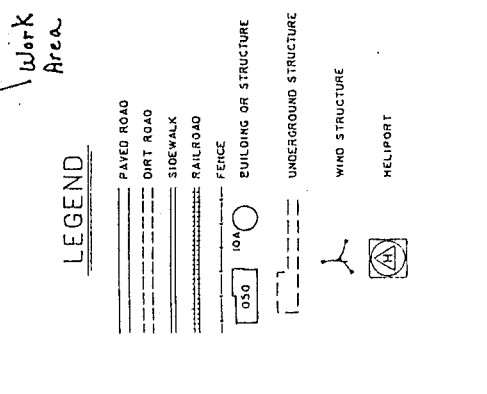 Work
Area
LEGEND
PAVED ROAD
DIRT ROAD
SIDEWALK
RAILROAD
FENCE
050 10A BUILDING OR STRUCTURE
UNDERGROUND STRUCTURE
WIND STRUCTURE
H HELIPORT